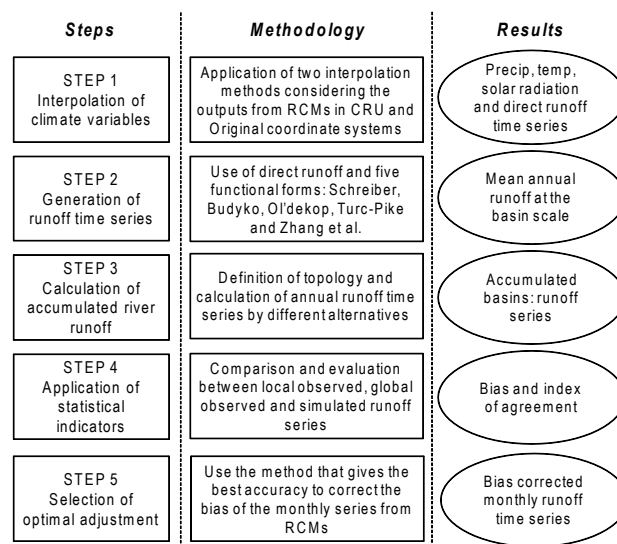 Steps
Methodology
Results
STEP 1
Interpolation of
climate variables
Application of two interpolation
methods considering the
outputs from RCMs in CRU and
Original coordinate systems
Precip, temp,
solar radiation
and direct runoff
time series
STEP 2
Generation of
runoff time series
Use of direct runoff and five
functional forms: Schreiber,
Budyko, Ol'dekop, Turc-Pike
and Zhang et al.
Mean annual
runoff at the
basin scale
STEP 3
Calculation of
accumulated river
runoff
Definition of topology and
calculation of annual runoff time
series by different alternatives
Accumulated
basins: runoff
series
STEP 4
Application of
statistical
indicators
Comparison and evaluation
between local observed, global
observed and simulated runoff
series
Bias and index
of agreement
STEP 5
Selection of
optimal adjustment
Use the method that gives the
best accuracy to correct the
bias of the monthly series from
RCMs
Bias corrected
monthly runoff
time series